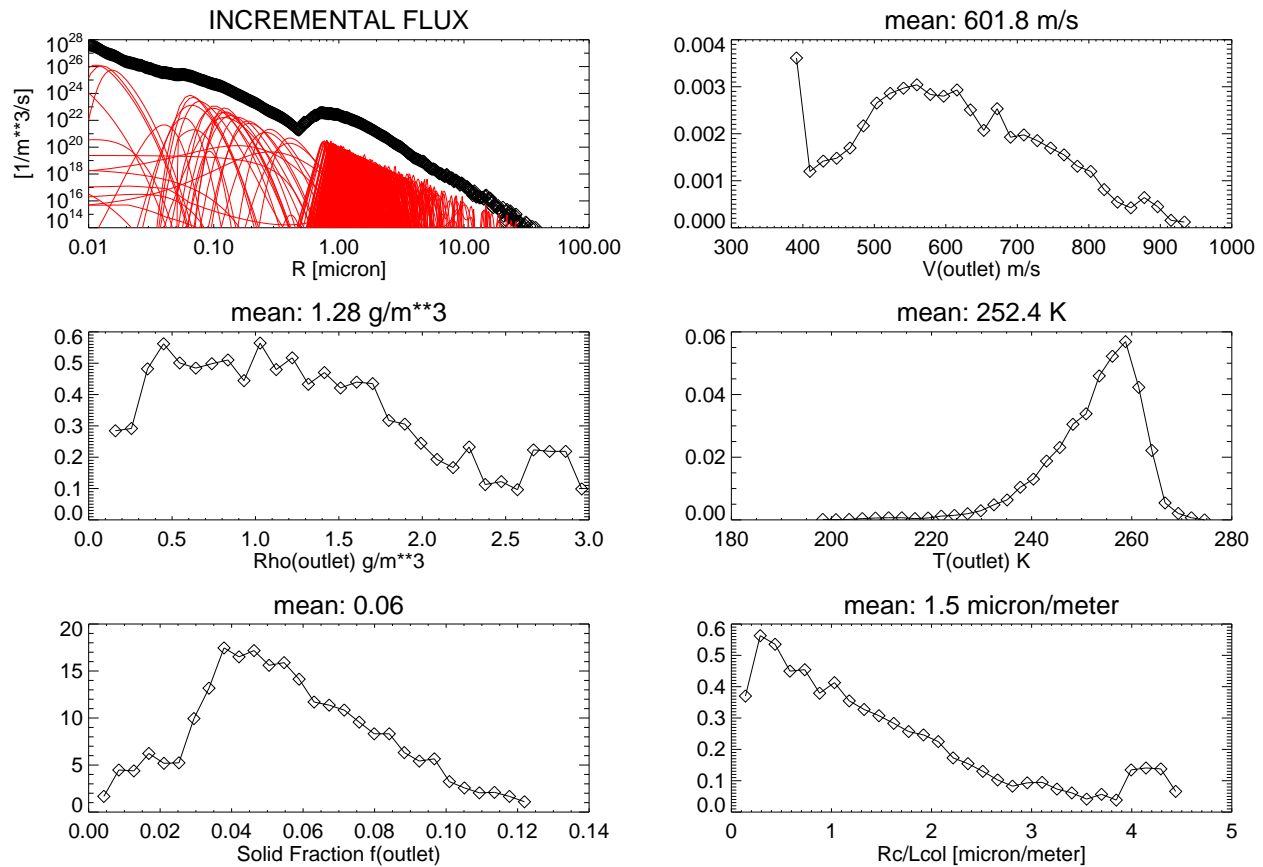 INCREMENTAL FLUX
[1/m**3/s]
10^28
10^26
10^24
10^22
10^20
10^18
10^16
10^14
0.01 0.10 1.00 10.00 100.00
R [micron]
mean: 601.8 m/s
0.004
0.003
0.002
0.001
0.000
300 400 500 600 700 800 900 1000
V(outlet) m/s
mean: 1.28 g/m**3
0.6
0.5
0.4
0.3
0.2
0.1
0.0
0.0 0.5 1.0 1.5 2.0 2.5 3.0
Rho(outlet) g/m**3
mean: 252.4 K
0.06
0.04
0.02
0.00
180 200 220 240 260 280
T(outlet) K
mean: 0.06
20
15
10
5
0
0.00 0.02 0.04 0.06 0.08 0.10 0.12 0.14
Solid Fraction f(outlet)
mean: 1.5 micron/meter
0.6
0.5
0.4
0.3
0.2
0.1
0.0
0 1 2 3 4 5
Rc/Lcol [micron/meter]